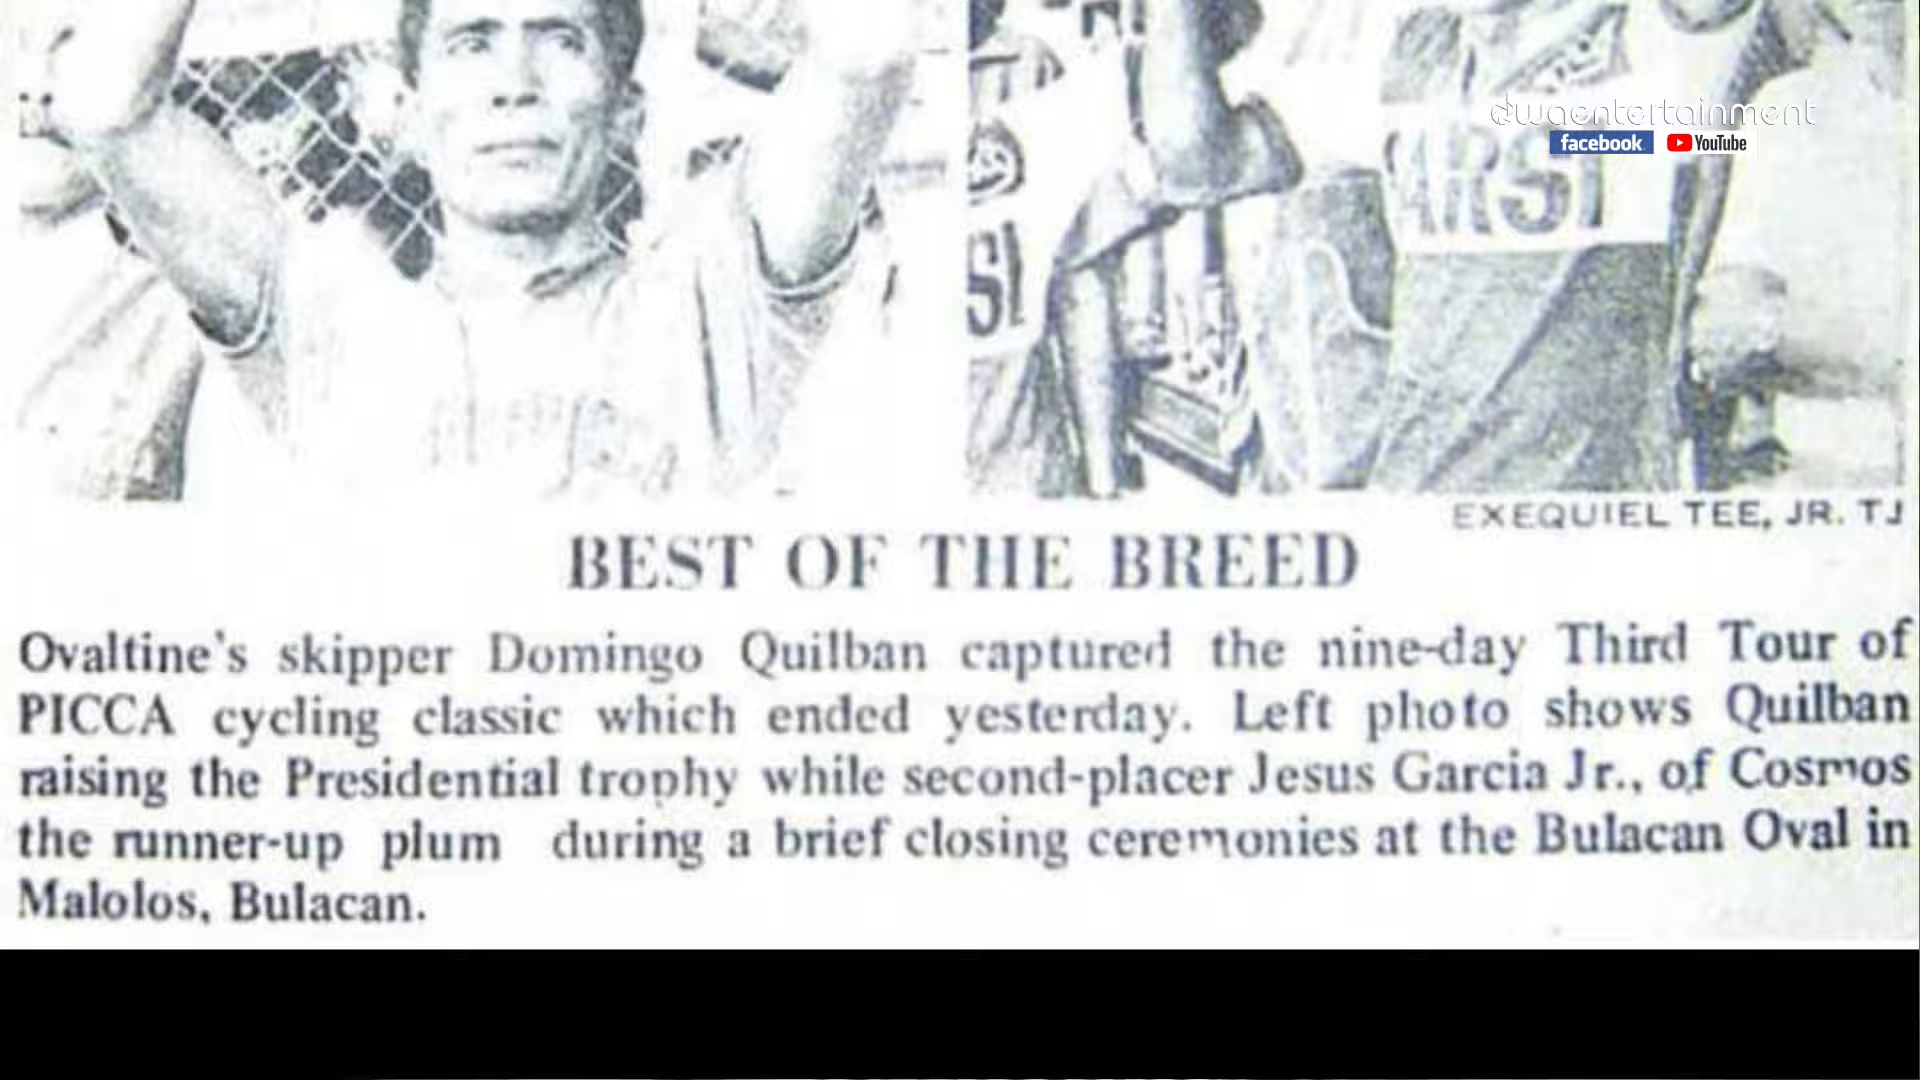 dwaentertainment
facebook YouTube
ARSI
SI
EXEQUIEL TEE, JR. TJ
BEST OF THE BREED
Ovaltine's skipper Domingo Quilban captured the nine-day Third Tour of
PICCA cycling classic which ended yesterday. Left photo shows Quilban
raising the Presidential trophy while second-placer Jesus Garcia Jr., of Cosmos
the runner-up plum during a brief closing ceremonies at the Bulacan Oval in
Malolos, Bulacan.